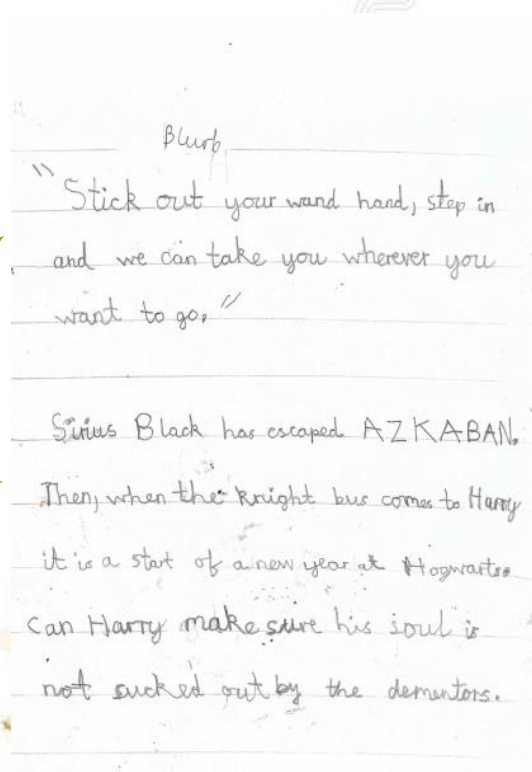 Blurb
"Stick out your wand hand, step in
and we can take you wherever you
want to go,"
Sirius Black has escaped AZKABAN.
Then, when the knight bus comes to Harry
it is a start of a new year at Hogwarts.
Can Harry make sure his soul is
not sucked out by the dementors.